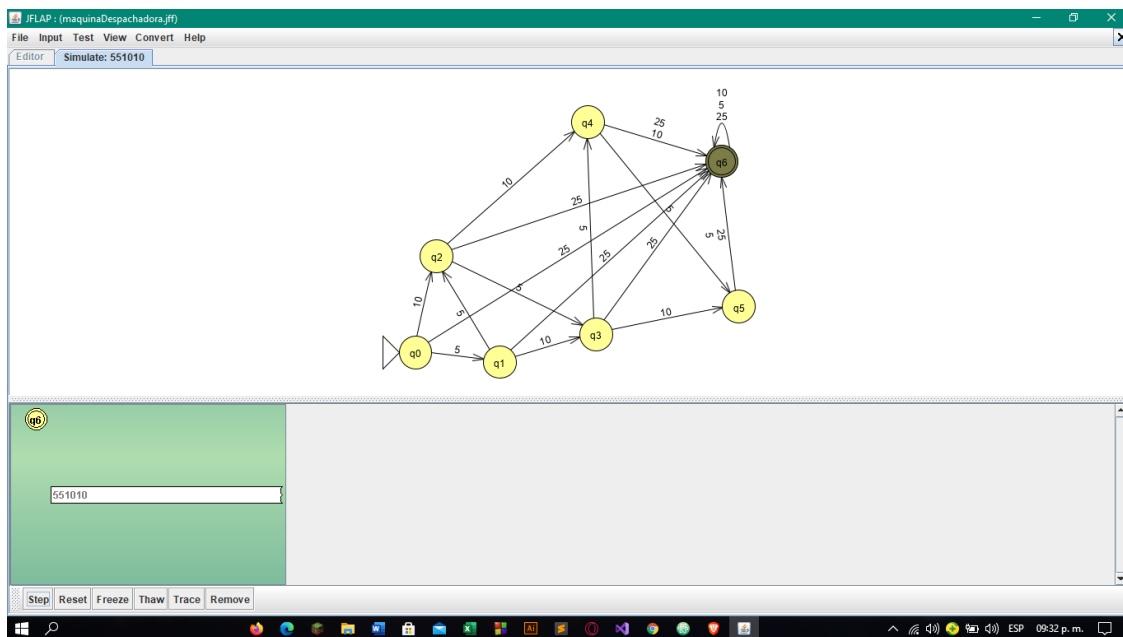 JFLAP : (maquinaDespachadora.jff)
File Input Test View Convert Help
Editor Simulate: 551010
10
5
25
q4
25
10
q6
10
25
5
5
25
25
25
25
5
q2
5
10
5
q5
10
q3
10
q0
5
q1
q6
551010
Step Reset Freeze Thaw Trace Remove
ESP 09:32 p. m.